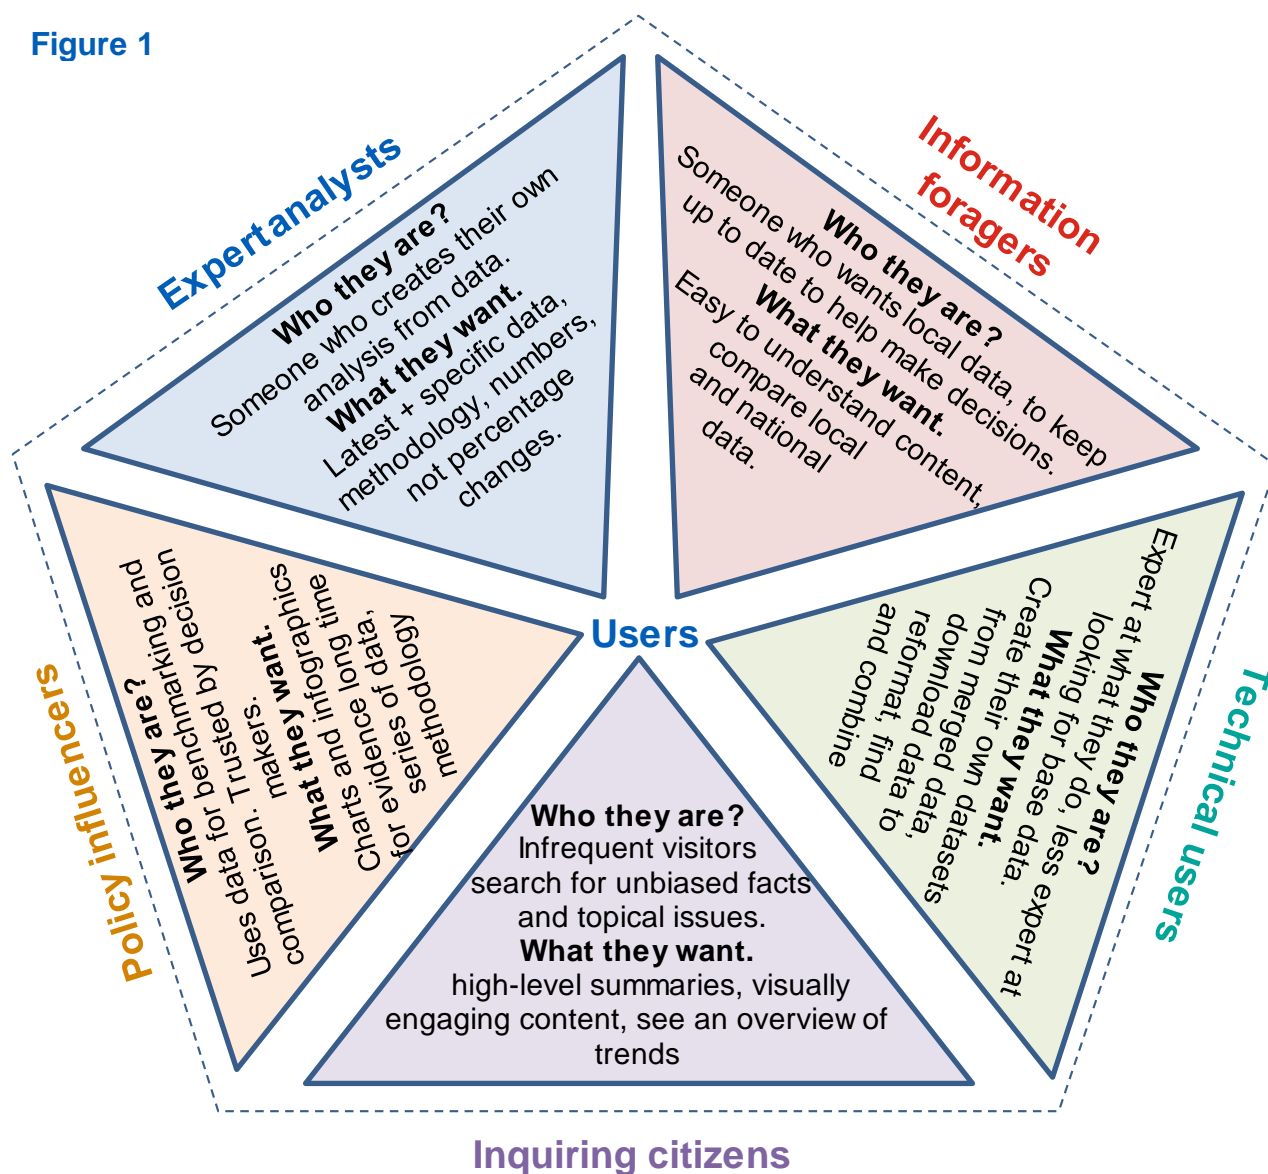 Figure 1
Expert analysts
Who they are?
Someone who creates their own
analysis from data.
What they want.
Latest + specific data,
methodology, numbers,
not percentage
changes.
Information
foragers
Who they are?
Someone who wants local data, to keep
up to date to help make decisions.
What they want.
Easy to understand content,
compare local
and national
data.
Users
Policy influencers
Who they are?
Uses data for benchmarking and
comparison. Trusted by decision
makers.
What they want.
Charts and infographics
for evidence long time
series of data,
methodology
Technical users
Who they are?
Expert at what they do, less expert at
looking for base data.
What they want.
Create their own datasets
from merged data,
download data to
reformat, find
and combine
Who they are?
Infrequent visitors
search for unbiased facts
and topical issues.
What they want.
high-level summaries, visually
engaging content, see an overview of
trends
Inquiring citizens